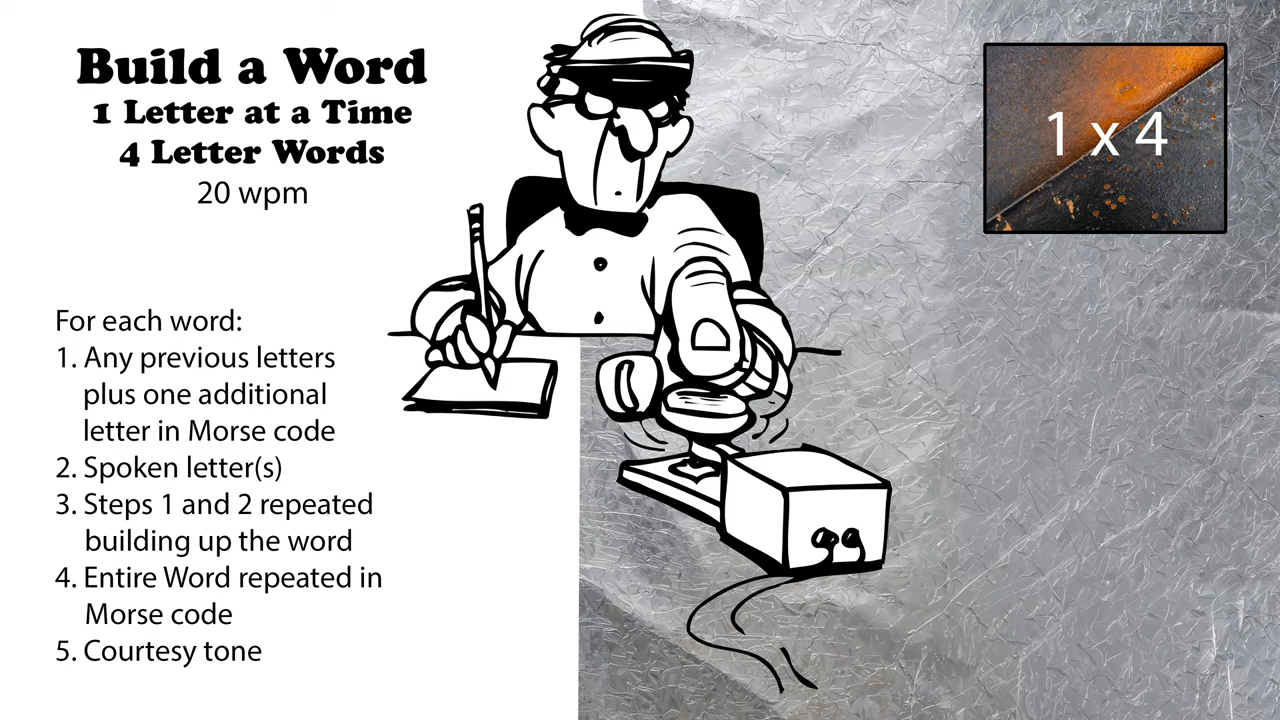 Build a Word
1 Letter at a Time
4 Letter Words
20 wpm
1 x 4
For each word:
1. Any previous letters
plus one additional
letter in Morse code
2. Spoken letter(s)
3. Steps 1 and 2 repeated
building up the word
4. Entire Word repeated in
Morse code
5. Courtesy tone